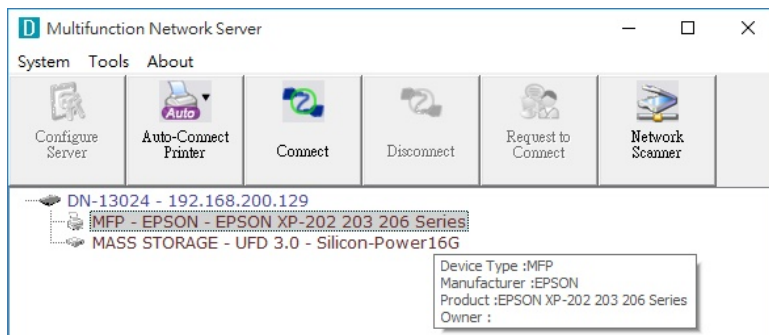 D Multifunct Network Server
System Tools About
Configure Server
Auto
Auto-Connect Printer
Connect
Disconnect
Request to Connect
Network Scanner
DN-13024 - 192.168.200.129
MFP - EPSON - EPSON XP-202 203 206 Series
MASS STORAGE - UFD 3.0 - Silicon-Power16G
Device Type :MFP
Manufacturer :EPSON
Product :EPSON XP-202 203 206 Series
Owner :